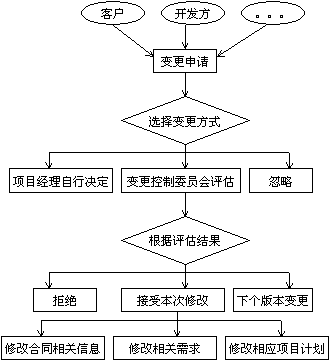 客户
开发方
。。。
变更申请
选择变更方式
项目经理自行决定
变更控制委员会评估
忽略
根据评估结果
拒绝
接受本次修改
下个版本变更
修改合同相关信息
修改相关需求
修改相应项目计划